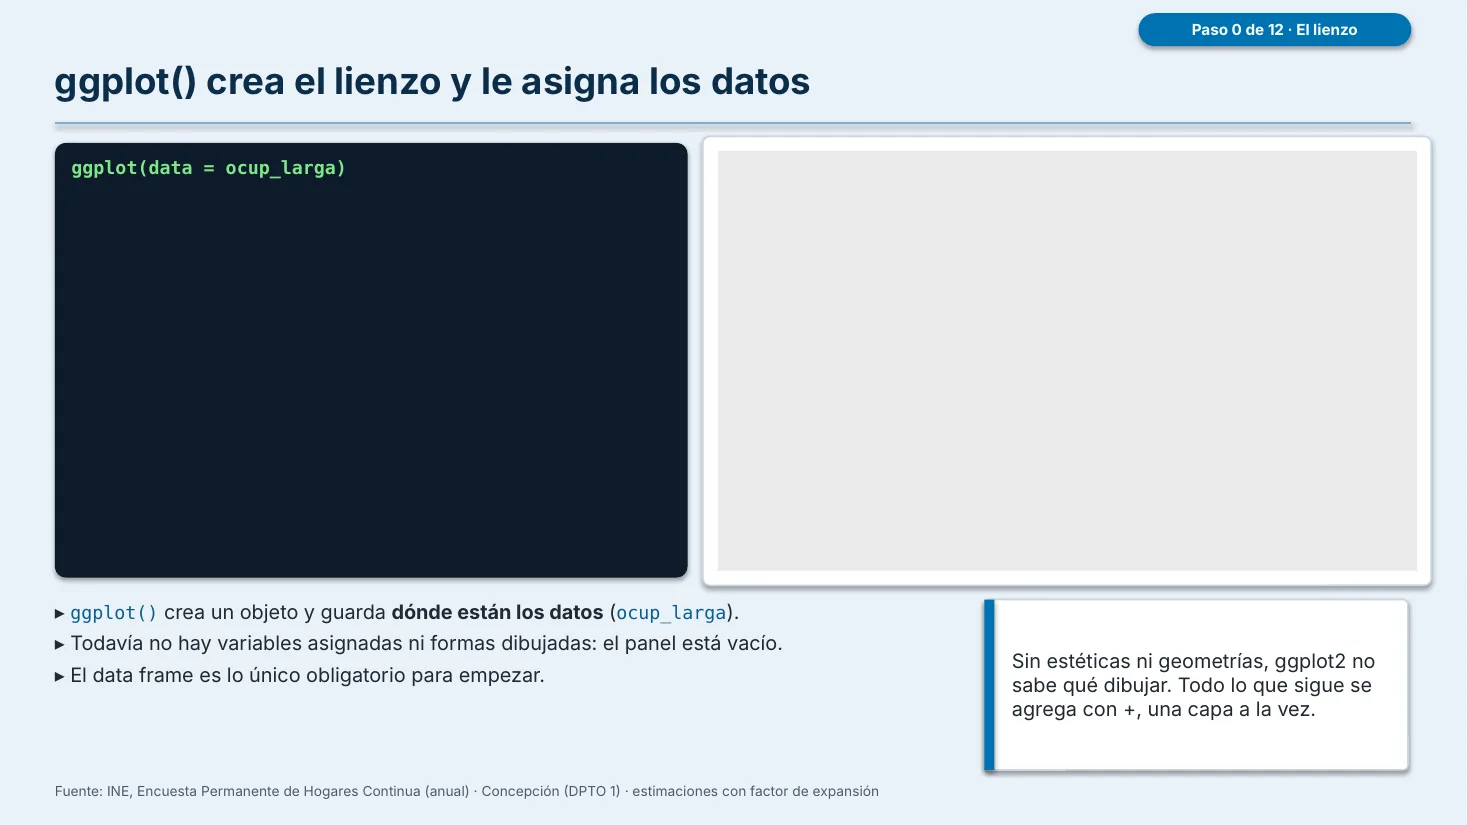 Paso 0 de 12 · El lienzo
ggplot() crea el lienzo y le asigna los datos
ggplot(data = ocup_larga)
▸ ggplot() crea un objeto y guarda dónde están los datos (ocup_larga).
▸ Todavía no hay variables asignadas ni formas dibujadas: el panel está vacío.
▸ El data frame es lo único obligatorio para empezar.
Sin estéticas ni geometrías, ggplot2 no
sabe qué dibujar. Todo lo que sigue se
agrega con +, una capa a la vez.
Fuente: INE, Encuesta Permanente de Hogares Continua (anual) · Concepción (DPTO 1) · estimaciones con factor de expansión